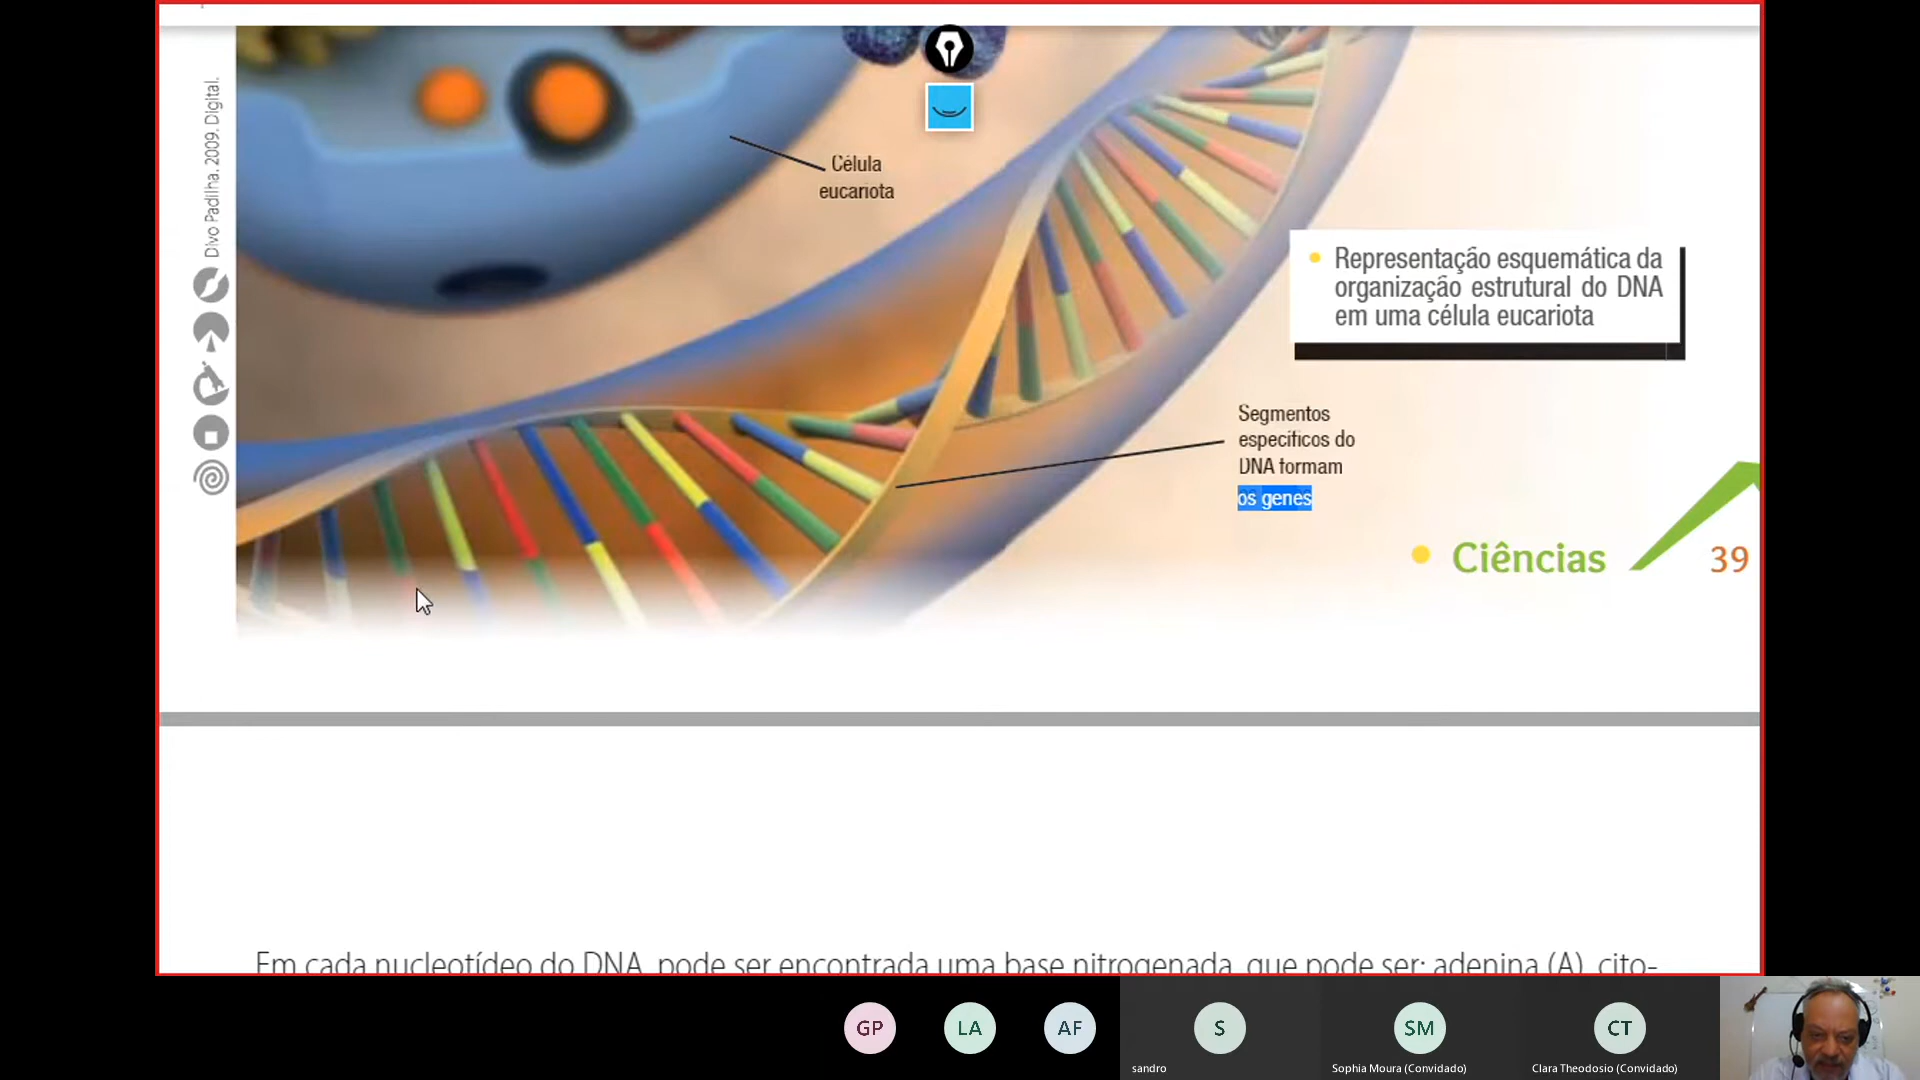 Divo Padilha. 2009. Digital.
Célula
eucariota
Representação esquemática da
organização estrutural do DNA
em uma célula eucariota
Segmentos
específicos do
DNA formam
os genes
Ciências
39
Em cada nucleotídeo do DNA, pode ser encontrada uma base nitrogenada, que pode ser: adenina (A), cito-
GP
LA
AF
S
SM
CT
sandro
Sophia Moura (Convidado)
Clara Theodosio (Convidado)